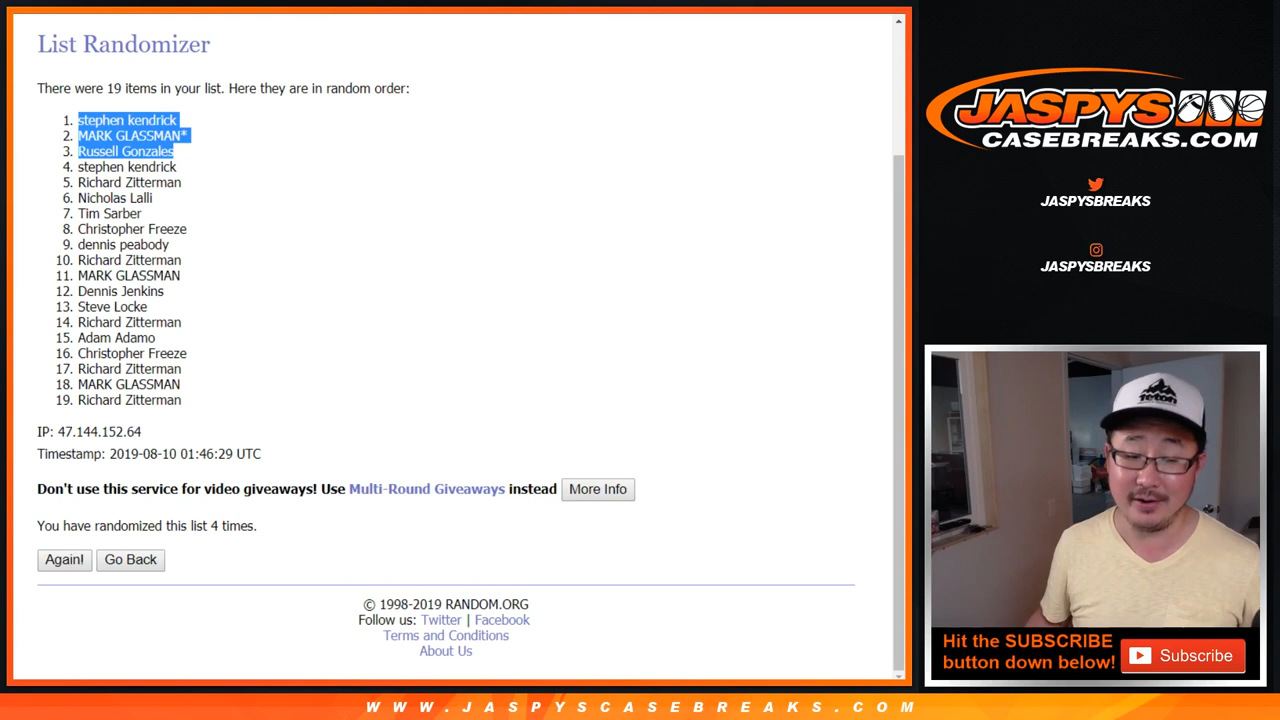 List Randomizer
There were 19 items in your list. Here they are in random order:
1. stephen kendrick
2. MARK GLASSMAN*
3. Russell Gonzales
4. stephen kendrick
5. Richard Zitterman
6. Nicholas Lalli
7. Tim Sarber
8. Christopher Freeze
9. dennis peabody
10. Richard Zitterman
11. MARK GLASSMAN
12. Dennis Jenkins
13. Steve Locke
14. Richard Zitterman
15. Adam Adamo
16. Christopher Freeze
17. Richard Zitterman
18. MARK GLASSMAN
19. Richard Zitterman
IP: 47.144.152.64
Timestamp: 2019-08-10 01:46:29 UTC
Don't use this service for video giveaways! Use Multi-Round Giveaways instead More Info
You have randomized this list 4 times.
Again! Go Back
© 1998-2019 RANDOM.ORG
Follow us: Twitter | Facebook
Terms and Conditions
About Us
JASPYS
CASEBREAKS.COM
JASPYSBREAKS
JASPYSBREAKS
Teton
Hit the SUBSCRIBE
button down below!
Subscribe
WWW.JASPYSCASEBREAKS.COM